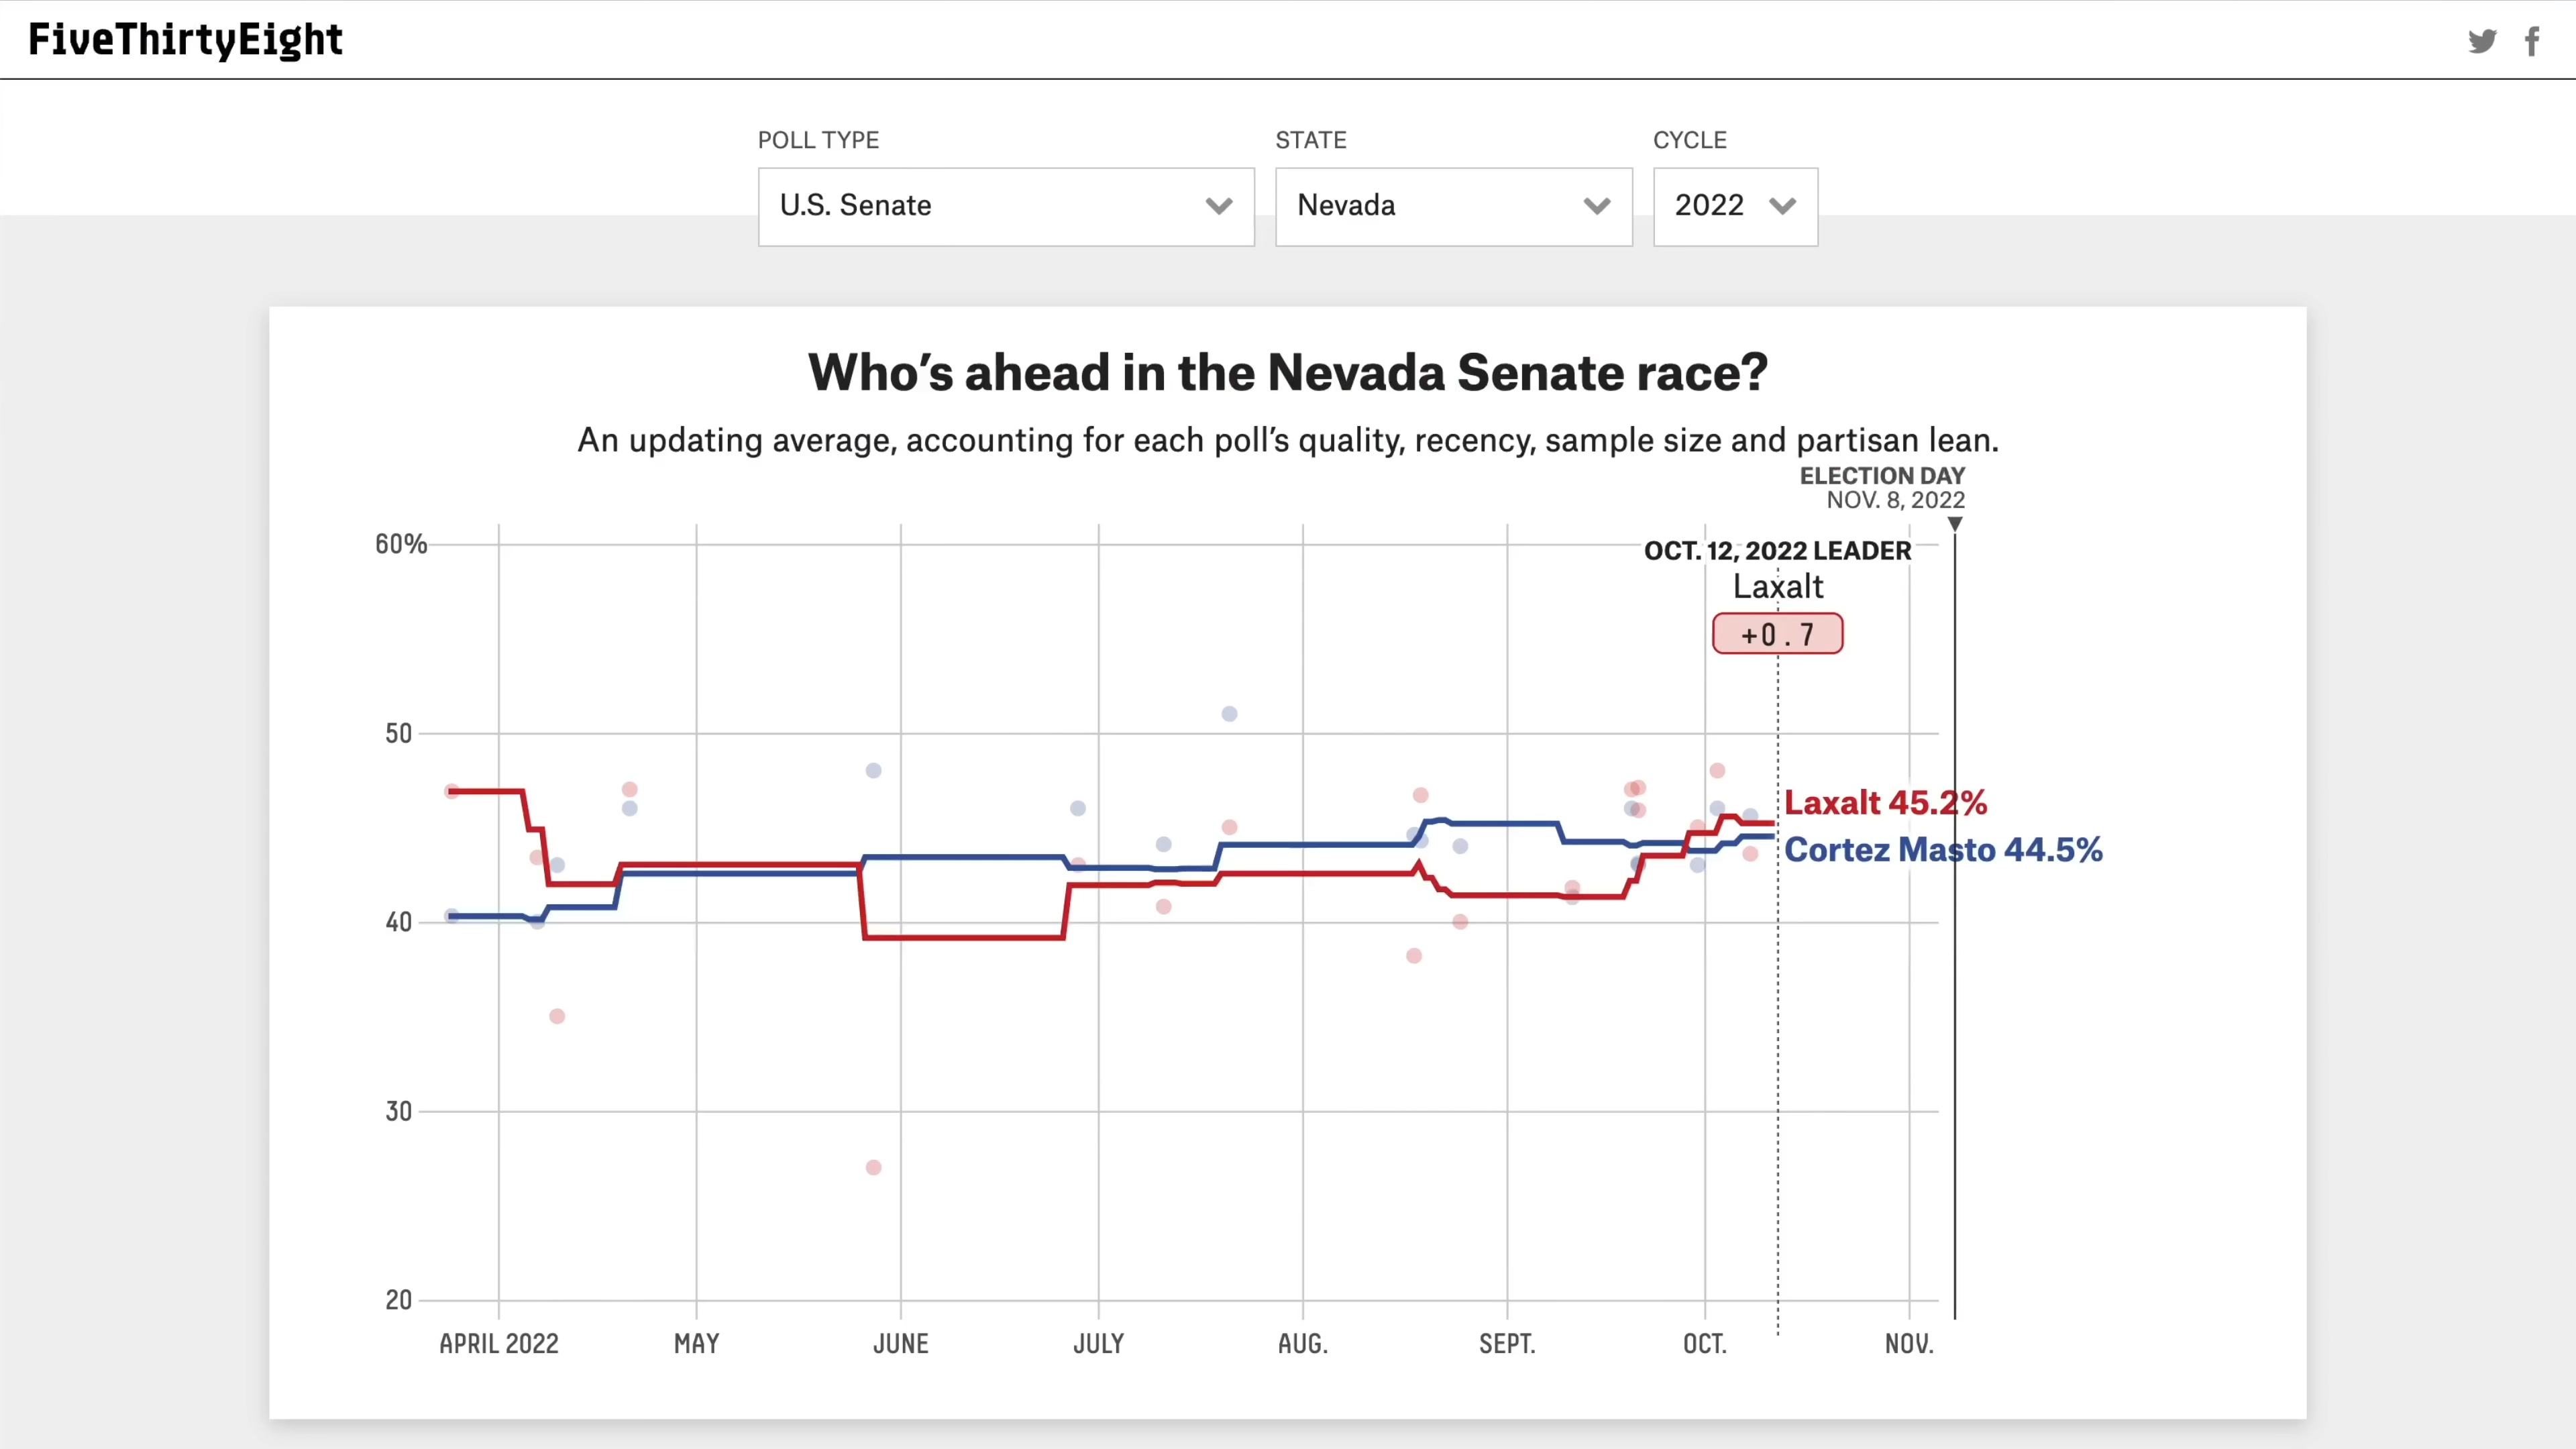 FiveThirtyEight
POLL TYPE
STATE
CYCLE
U.S. Senate
Nevada
2022
Who’s ahead in the Nevada Senate race?
An updating average, accounting for each poll’s quality, recency, sample size and partisan lean.
ELECTION DAY
NOV. 8, 2022
60%
OCT. 12, 2022 LEADER
Laxalt
+0.7
50
Laxalt 45.2%
Cortez Masto 44.5%
40
30
20
APRIL 2022
MAY
JUNE
JULY
AUG.
SEPT.
OCT.
NOV.